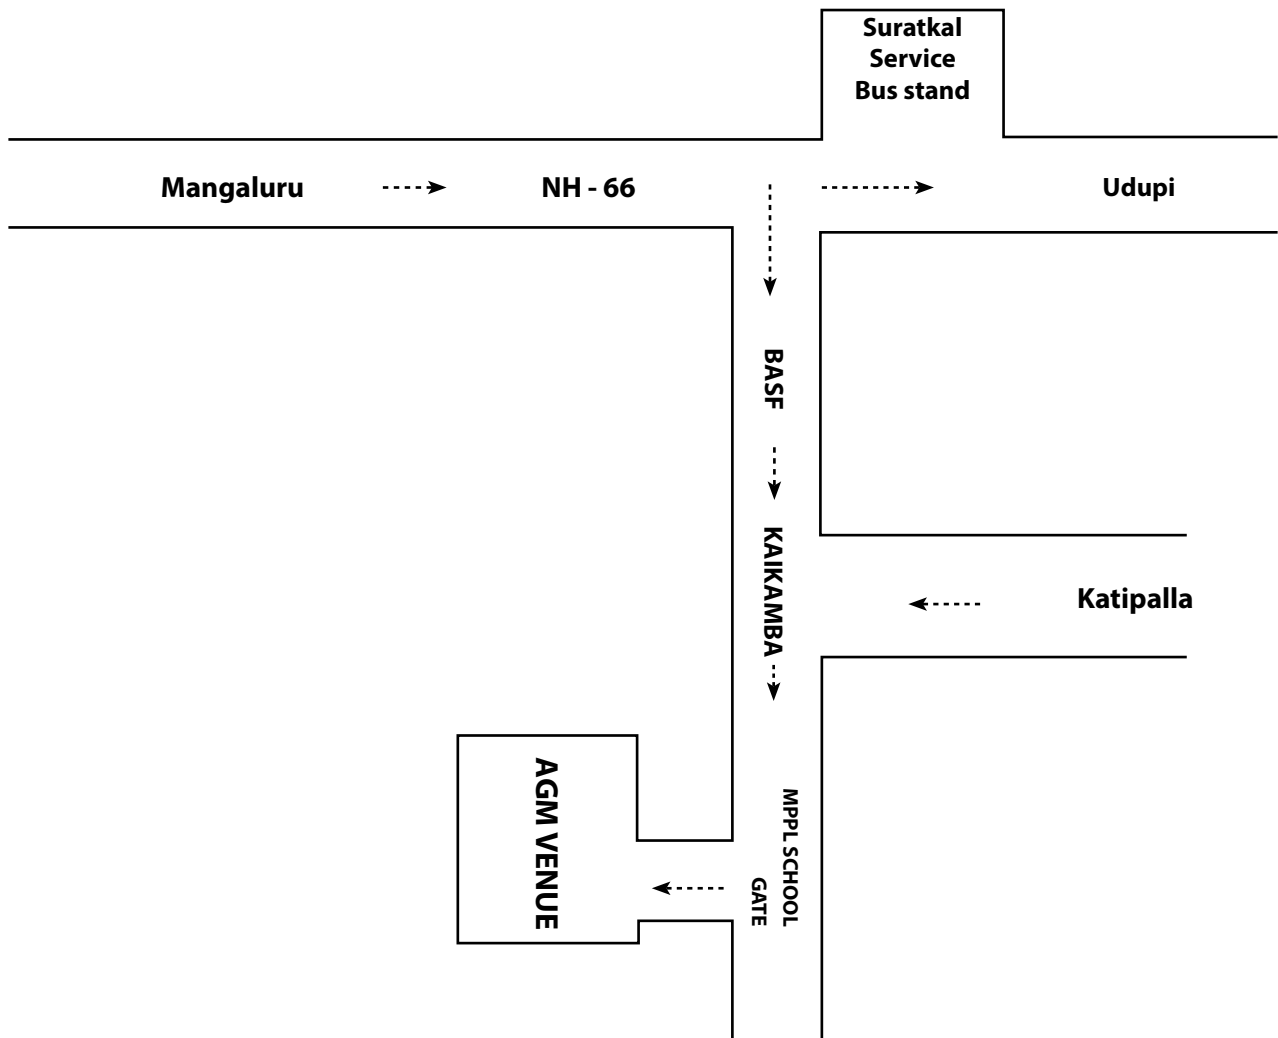 Suratkal
Service
Bus stand
Mangaluru
NH - 66
Udupi
BASF
KAIKAMBA
Katipalla
AGM VENUE
MPPL SCHOOL
GATE